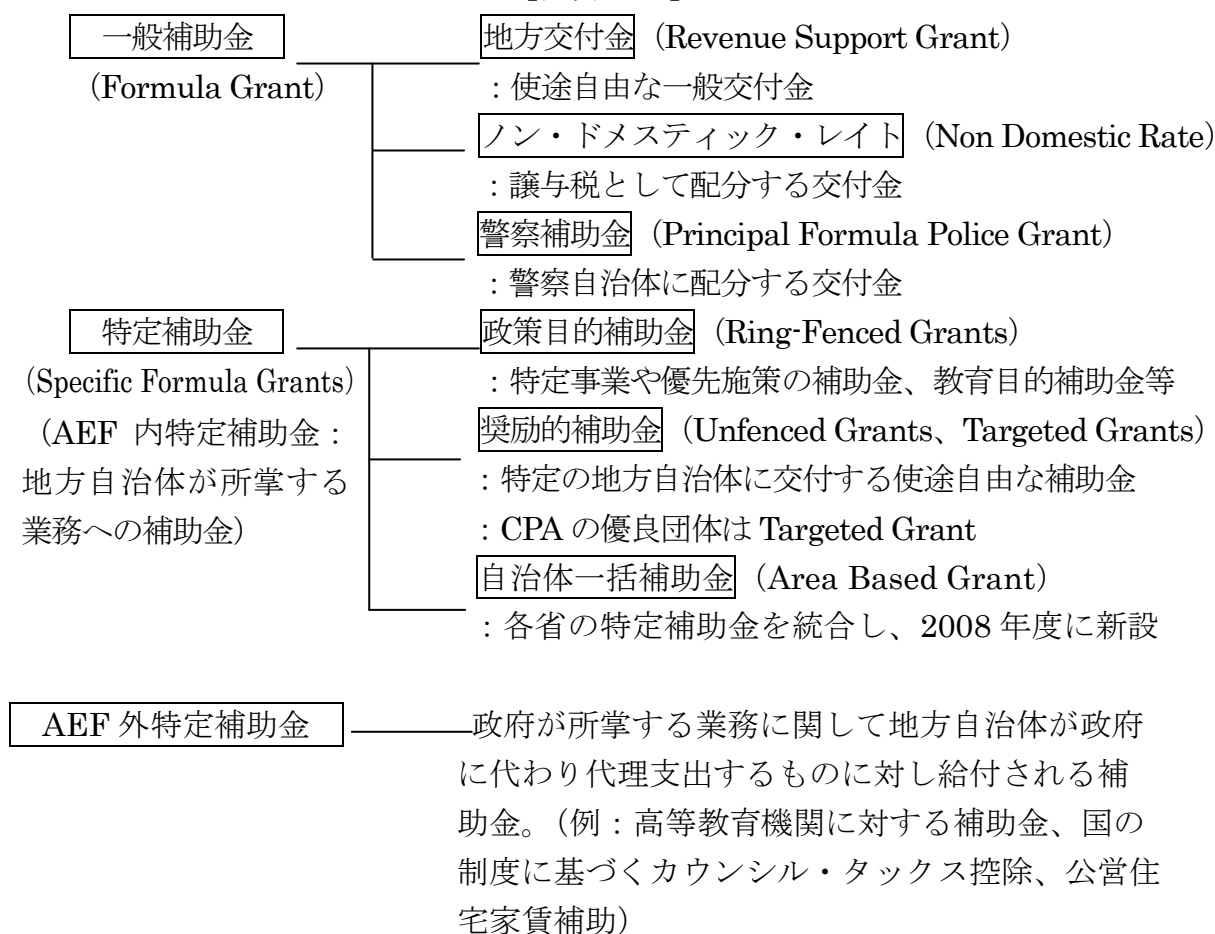 一般補助金
(Formula Grant)
地方交付金 (Revenue Support Grant)
:使途自由な一般交付金
ノン・ドメスティック・レイト (Non Domestic Rate)
:譲与税として配分する交付金
警察補助金 (Principal Formula Police Grant)
:警察自治体に配分する交付金
特定補助金
(Specific Formula Grants)
(AEF 内特定補助金:
地方自治体が所掌する
業務への補助金)
政策目的補助金 (Ring-Fenced Grants)
:特定事業や優先施策の補助金、教育目的補助金等
奨励的補助金 (Unfenced Grants、Targeted Grants)
:特定の地方自治体に交付する使途自由な補助金
:CPA の優良団体は Targeted Grant
自治体一括補助金 (Area Based Grant)
:各省の特定補助金を統合し、2008 年度に新設
AEF 外特定補助金
政府が所掌する業務に関して地方自治体が政府
に代わり代理支出するものに対し給付される補
助金。(例:高等教育機関に対する補助金、国の
制度に基づくカウンシル・タックス控除、公営住
宅家賃補助)